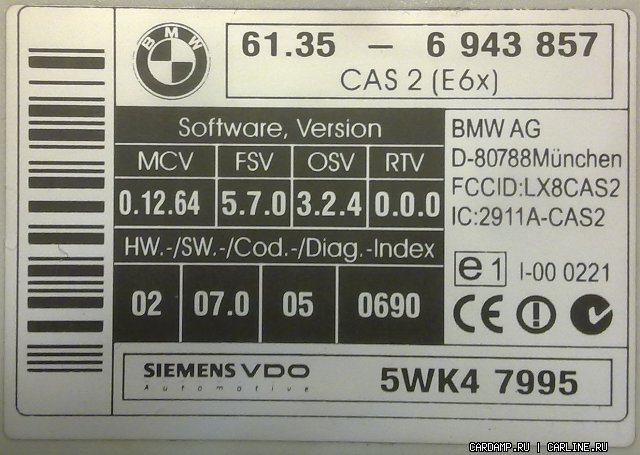 BMW
61.35 – 6 943 857
CAS 2 (E6x)
Software, Version
MCV FSV OSV RTV
0.12.64 5.7.0 3.2.4 0.0.0
HW.-/SW.-/Cod.-/Diag.-Index
02 07.0 05 0690
BMW AG
D-80788München
FCCID:LX8CAS2
IC:2911A-CAS2
e1 I-00 0221
CE
SIEMENS VDO
Automotive
5WK4 7995
CARDAMP.RU | CARLINE.RU